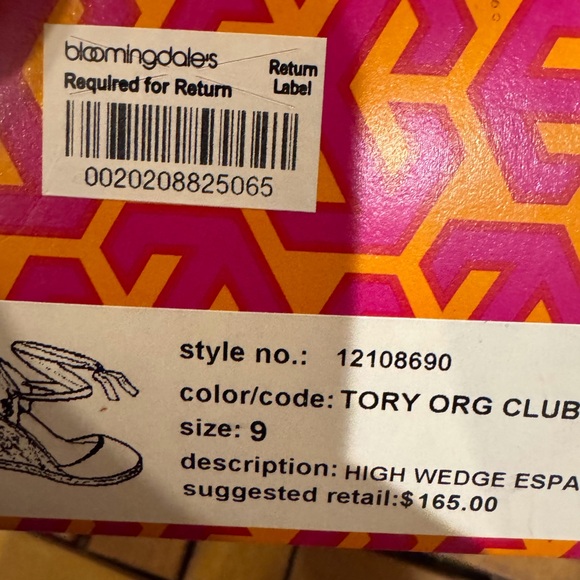 bloomingdale's
Return
Label
Required for Return
0020208825065
style no.: 12108690
color/code: TORY ORG CLUB
size: 9
description: HIGH WEDGE ESPA
suggested retail:$165.00